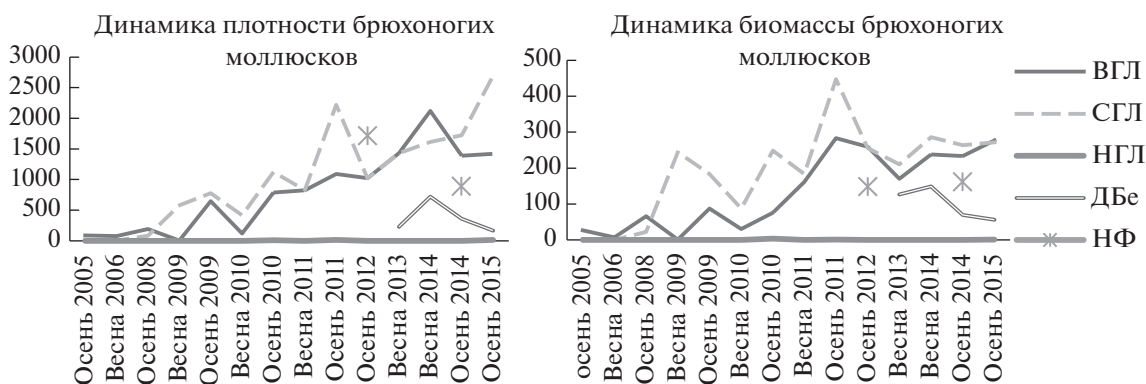 Динамика плотности брюхоногих
моллюсков
3000
2500
2000
1500
1000
500
0
Осень 2005
Весна 2006
Осень 2008
Весна 2009
Осень 2009
Весна 2010
Осень 2010
Весна 2011
Осень 2011
Осень 2012
Весна 2013
Весна 2014
Осень 2014
Осень 2015
Динамика биомассы брюхоногих
моллюсков
500
400
300
200
100
0
Осень 2005
Весна 2006
Осень 2008
Весна 2009
Осень 2009
Весна 2010
Осень 2010
Весна 2011
Осень 2011
Осень 2012
Весна 2013
Весна 2014
Осень 2014
Осень 2015
ВГЛ
СГЛ
НГЛ
ДБе
НФ